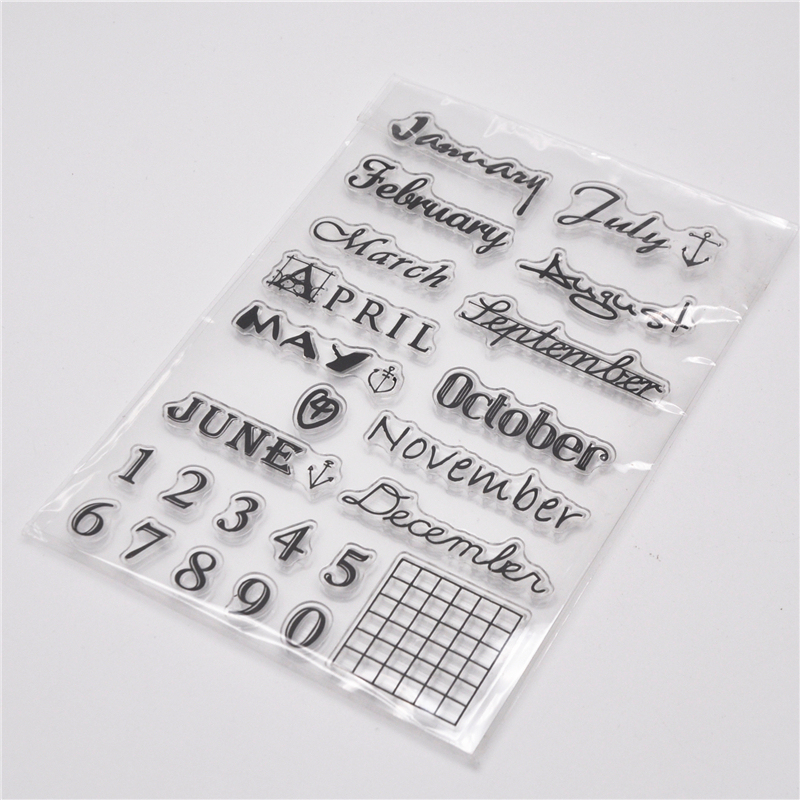 January
February
March
APRIL
MAY
JUNE
July
August
September
October
November
December
1 2 3 4 5
6 7 8 9 0